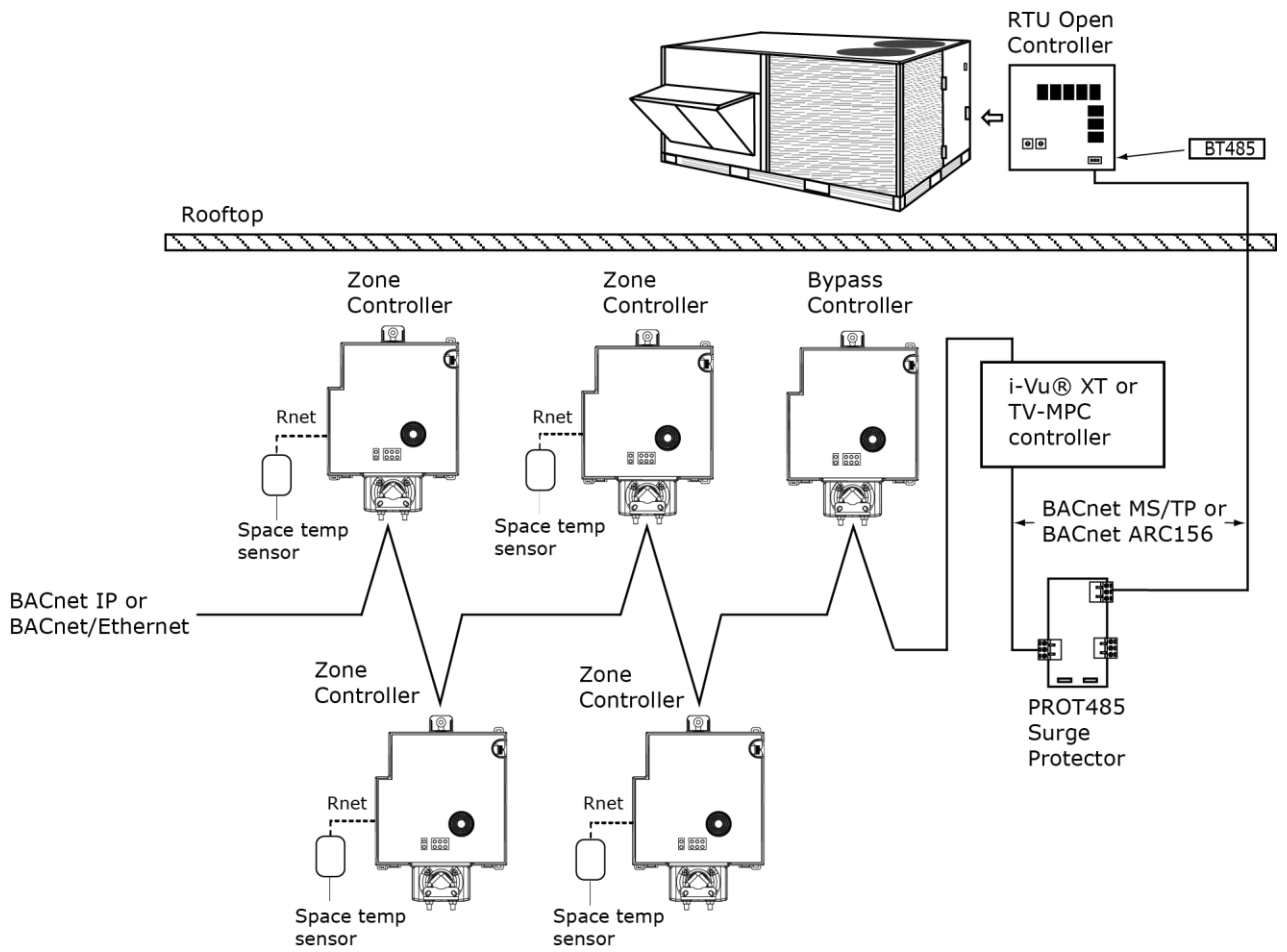 RTU Open
Controller
BT485
Rooftop
Zone
Controller
Zone
Controller
Bypass
Controller
i-Vu® XT or
TV-MPC
controller
Rnet
Rnet
Space temp
sensor
Space temp
sensor
BACnet MS/TP or
BACnet ARC156
BACnet IP or
BACnet/Ethernet
Zone
Controller
Zone
Controller
PROT485
Surge
Protector
Rnet
Rnet
Space temp
sensor
Space temp
sensor